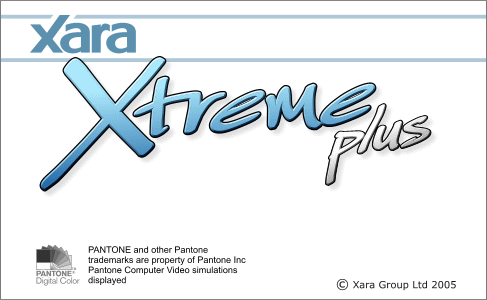 xara
Xtreme
plus
PANTONE and other Pantone
trademarks are property of Pantone Inc
Pantone Computer Video simulations
displayed
PANTONE®
Digital Color
© Xara Group Ltd 2005